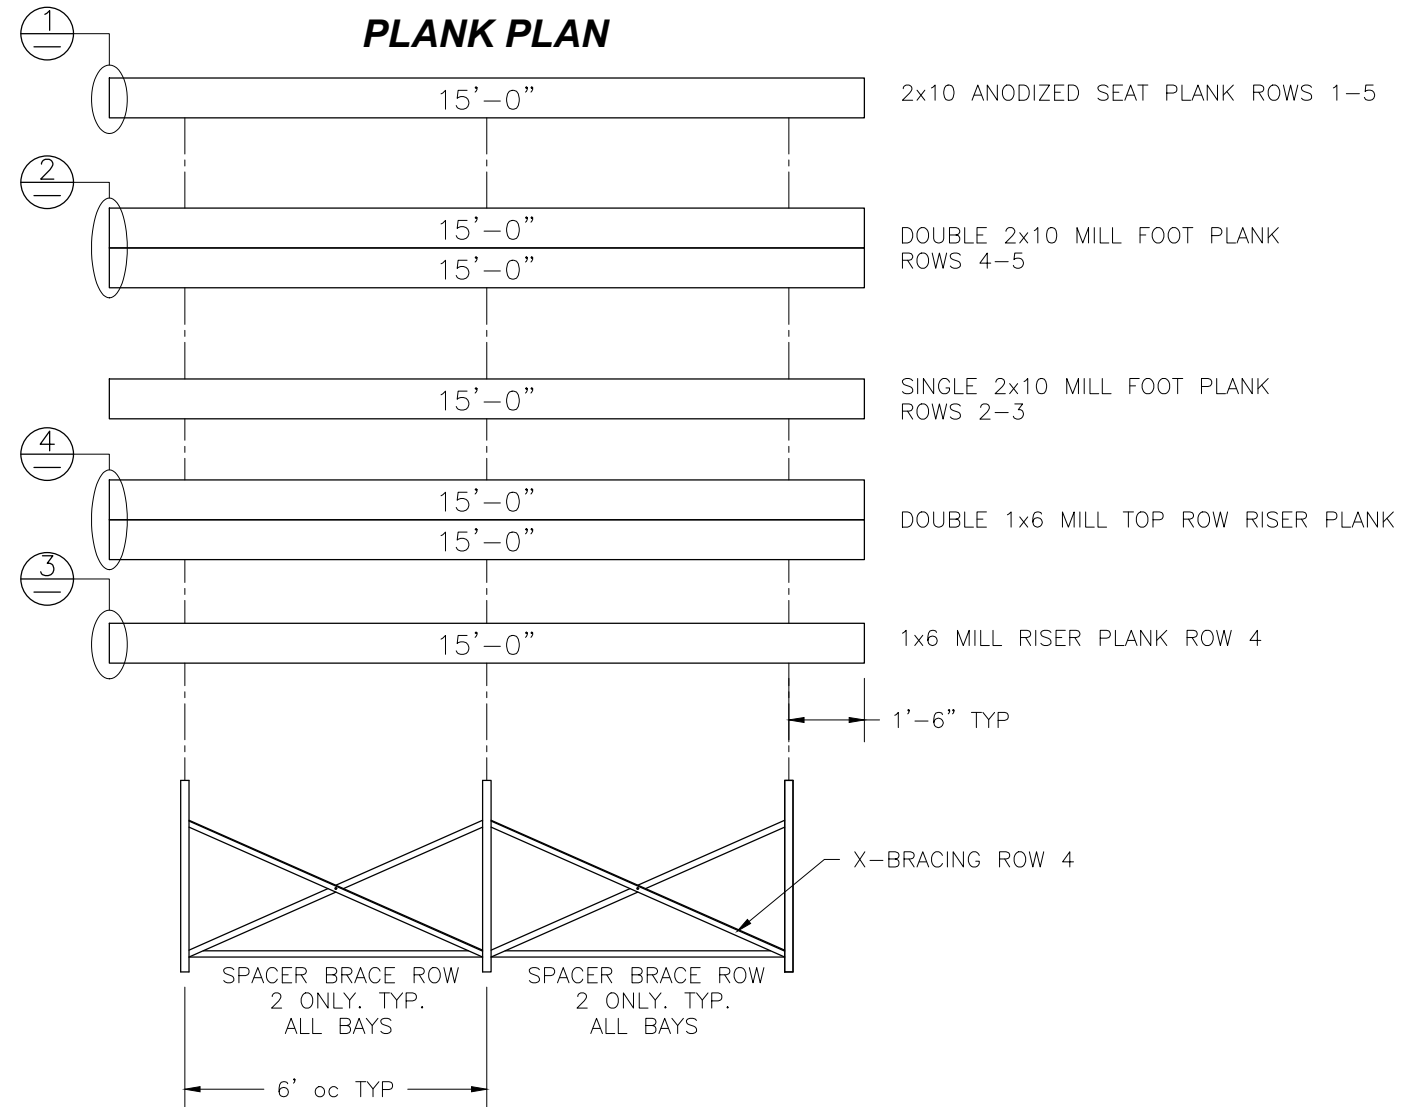 1
PLANK PLAN
15'-0"
2x10 ANODIZED SEAT PLANK ROWS 1-5
2
15'-0"
15'-0"
DOUBLE 2x10 MILL FOOT PLANK
ROWS 4-5
15'-0"
SINGLE 2x10 MILL FOOT PLANK
ROWS 2-3
4
15'-0"
15'-0"
DOUBLE 1x6 MILL TOP ROW RISER PLANK
3
15'-0"
1x6 MILL RISER PLANK ROW 4
1'-6" TYP
X-BRACING ROW 4
SPACER BRACE ROW
2 ONLY. TYP.
ALL BAYS
SPACER BRACE ROW
2 ONLY. TYP.
ALL BAYS
6' oc TYP